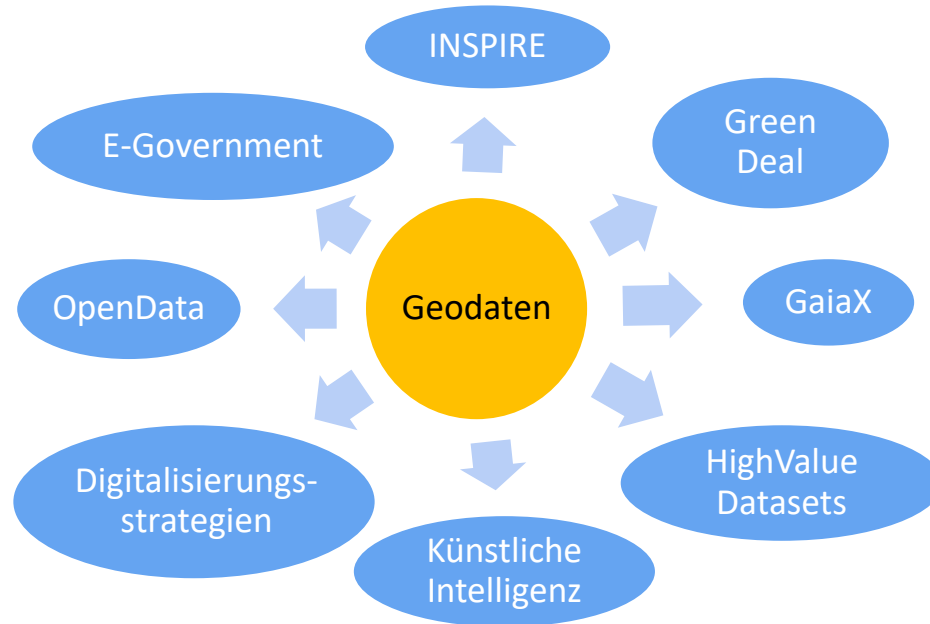 INSPIRE
Green
Deal
E-Government
OpenData
Geodaten
GaiaX
HighValue
Datasets
Digitalisierungs-
strategien
Künstliche
Intelligenz